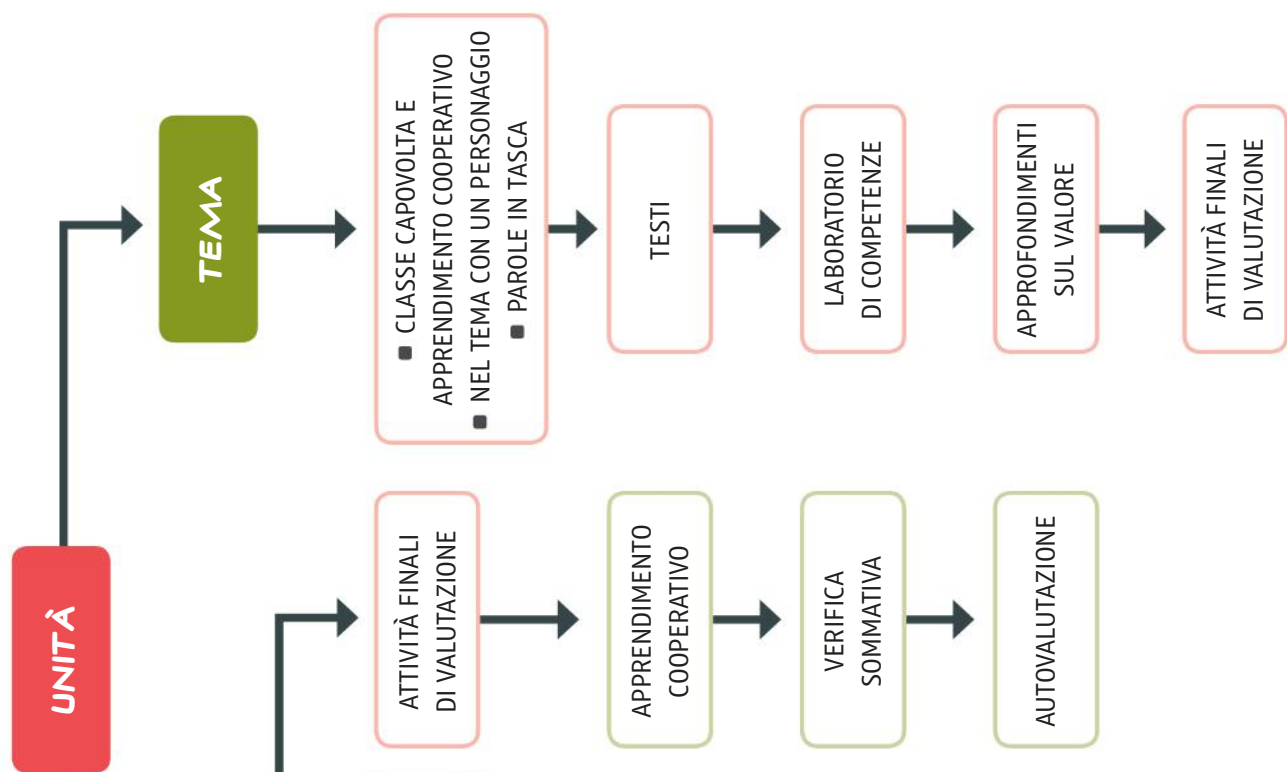 UNITÀ
TEMA
■ CLASSE CAPOVOLTA E
APPRENDIMENTO COOPERATIVO
■ NEL TEMA CON UN PERSONAGGIO
■ PAROLE IN TASCA
TESTI
LABORATORIO
DI COMPETENZE
APPROFONDIMENTI
SUL VALORE
ATTIVITÀ FINALI
DI VALUTAZIONE
ATTIVITÀ FINALI
DI VALUTAZIONE
APPRENDIMENTO
COOPERATIVO
VERIFICA
SOMMATIVA
AUTOVALUTAZIONE